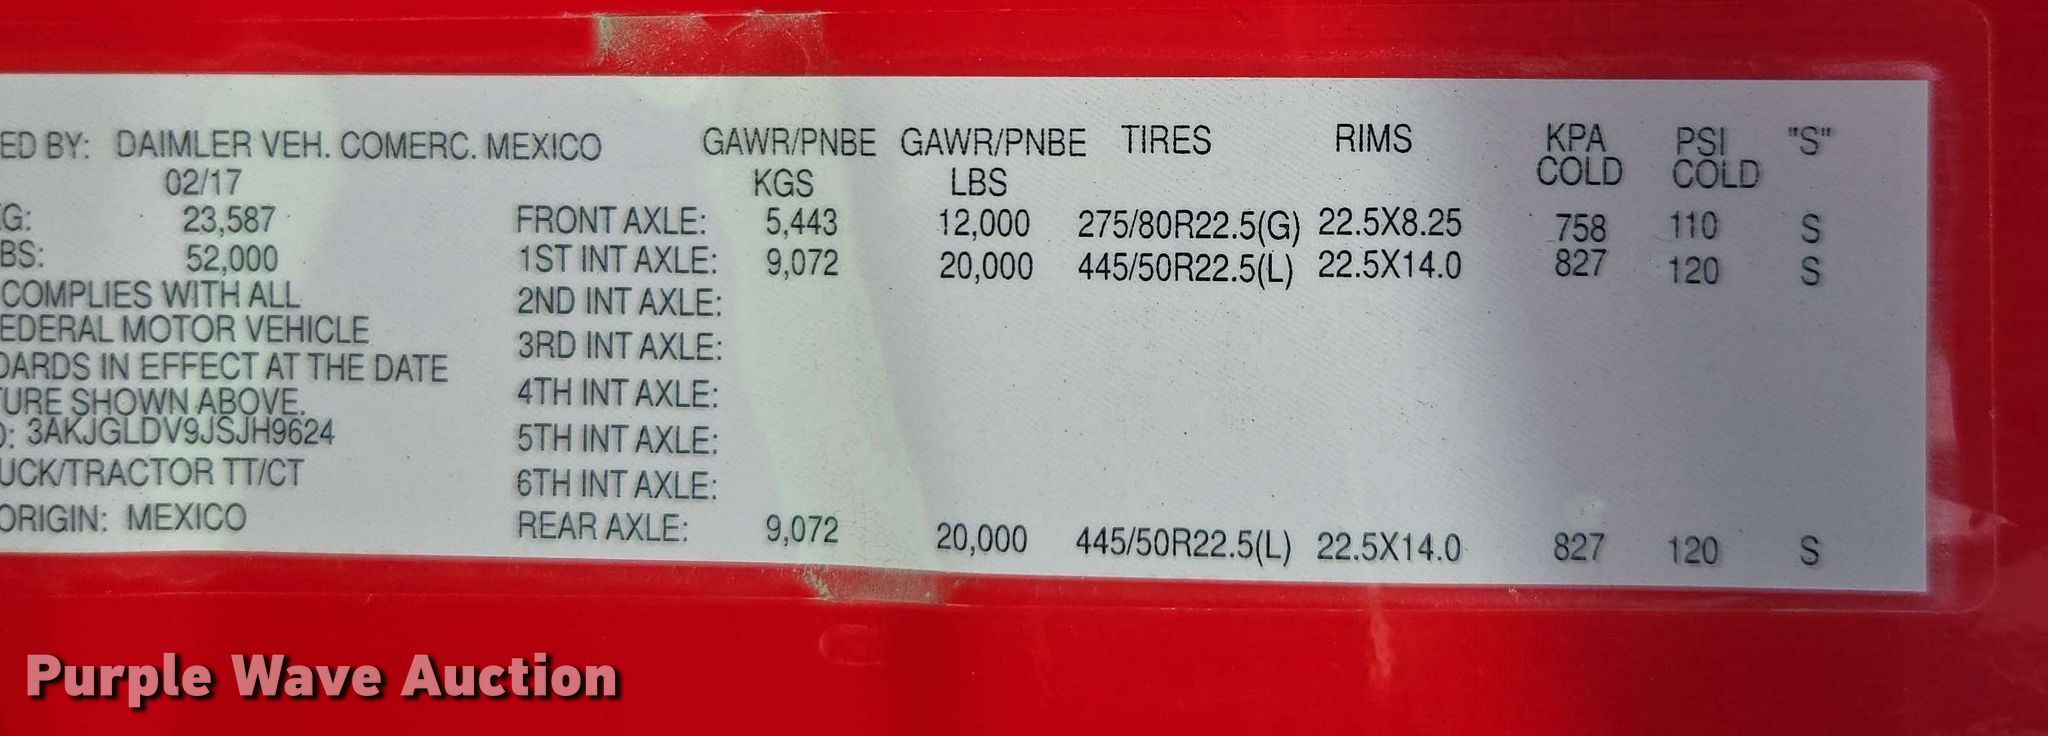 ED BY: DAIMLER VEH. COMERC. MEXICO
02/17
G: 23,587
BS: 52,000
COMPLIES WITH ALL
EDERAL MOTOR VEHICLE
DARDS IN EFFECT AT THE DATE
TURE SHOWN ABOVE.
D: 3AKJGLDV9JSJH9624
UCK/TRACTOR TT/CT
ORIGIN: MEXICO
GAWR/PNBE GAWR/PNBE TIRES RIMS KPA PSI "S"
KGS LBS COLD COLD
FRONT AXLE: 5,443 12,000 275/80R22.5(G) 22.5X8.25 758 110 S
1ST INT AXLE: 9,072 20,000 445/50R22.5(L) 22.5X14.0 827 120 S
2ND INT AXLE:
3RD INT AXLE:
4TH INT AXLE:
5TH INT AXLE:
6TH INT AXLE:
REAR AXLE: 9,072 20,000 445/50R22.5(L) 22.5X14.0 827 120 S
Purple Wave Auction